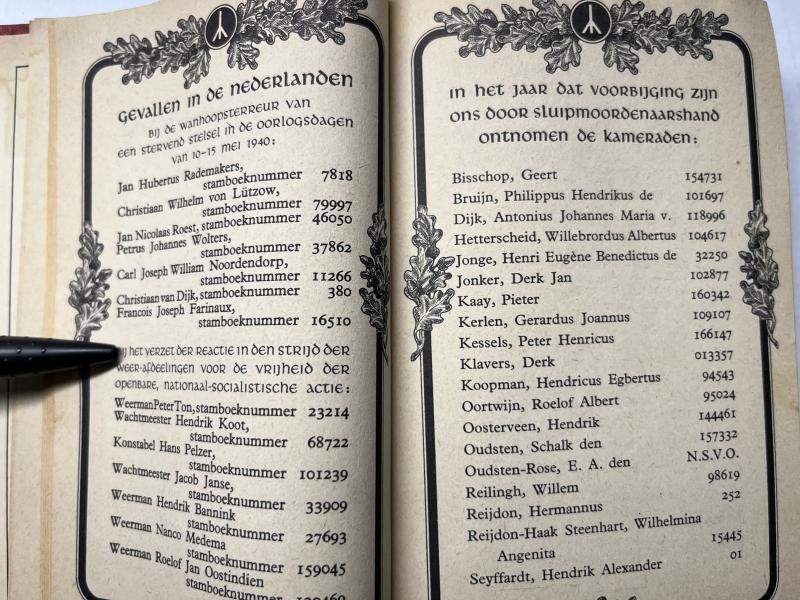 GEVALLEN IN DE NEDERLANDEN
BIJ DE WANHOOPSTERREUR VAN
EEN STERVEND STELSEL IN DE OORLOGSDAGEN
VAN 10-15 MEI 1940:
Jan Hubertus Rademakers,
stamboeknummer 7818
Christiaan Wilhelm von Lützow,
stamboeknummer 79997
Jan Nicolaas Roest, stamboeknummer 46050
Petrus Johannes Wolters,
stamboeknummer 37862
Carl Joseph William Noordendorp,
stamboeknummer 11266
Christiaan van Dijk, stamboeknummer 380
Francois Joseph Farinaux,
stamboeknummer 16510
BIJ HET VERZET DER REACTIE IN DEN STRIJD DER
WEER-AFDEELINGEN VOOR DE VRIJHEID DER
OPENBARE, NATIONAAL-SOCIALISTISCHE ACTIE:
Weerman Peter Ton, stamboeknummer 23214
Wachtmeester Hendrik Koot,
stamboeknummer 68722
Konstabel Hans Pelzer,
stamboeknummer 101239
Wachtmeester Jacob Janse,
stamboeknummer 33909
Weerman Hendrik Bannink
stamboeknummer 27693
Weerman Nanco Medema
stamboeknummer 159045
Weerman Roelof Jan Oostindien
stamboeknummer
IN HET JAAR DAT VOORBIJGING ZIJN
ONS DOOR SLUIPMOORDENAARSHAND
ONTNOMEN DE KAMERADEN:
Bisschop, Geert 154731
Bruijn, Philippus Hendrikus de 101697
Dijk, Antonius Johannes Maria v. 118996
Hetterscheid, Willebrordus Albertus 104617
Jonge, Henri Eugène Benedictus de 32250
Jonker, Derk Jan 102877
Kaay, Pieter 160342
Kerlen, Gerardus Joannus 109107
Kessels, Peter Henricus 166147
Klavers, Derk 013357
Koopman, Hendricus Egbertus 94543
Oortwijn, Roelof Albert 95024
Oosterveen, Hendrik 144461
Oudsten, Schalk den 157332
Oudsten-Rose, E. A. den N.S.V.O.
Reilingh, Willem 98619
Reijdon, Hermannus 252
Reijdon-Haak Steenhart, Wilhelmina
Angenita 15445
Seyffardt, Hendrik Alexander 01